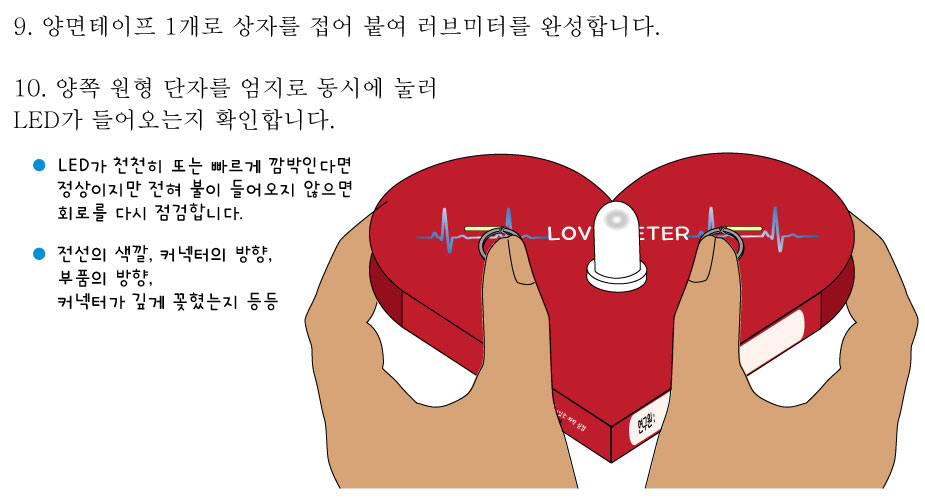 9. 양면테이프 1개로 상자를 접어 붙여 러브미터를 완성합니다.
10. 양쪽 원형 단자를 엄지로 동시에 눌러
LED가 들어오는지 확인합니다.
LED가 천천히 또는 빠르게 깜박인다면
정상이지만 전혀 불이 들어오지 않으면
회로를 다시 점검합니다.
전선의 색깔, 커넥터의 방향,
부품의 방향,
커넥터가 깊게 꽂혔는지 등등
LOV ETER
연구원: